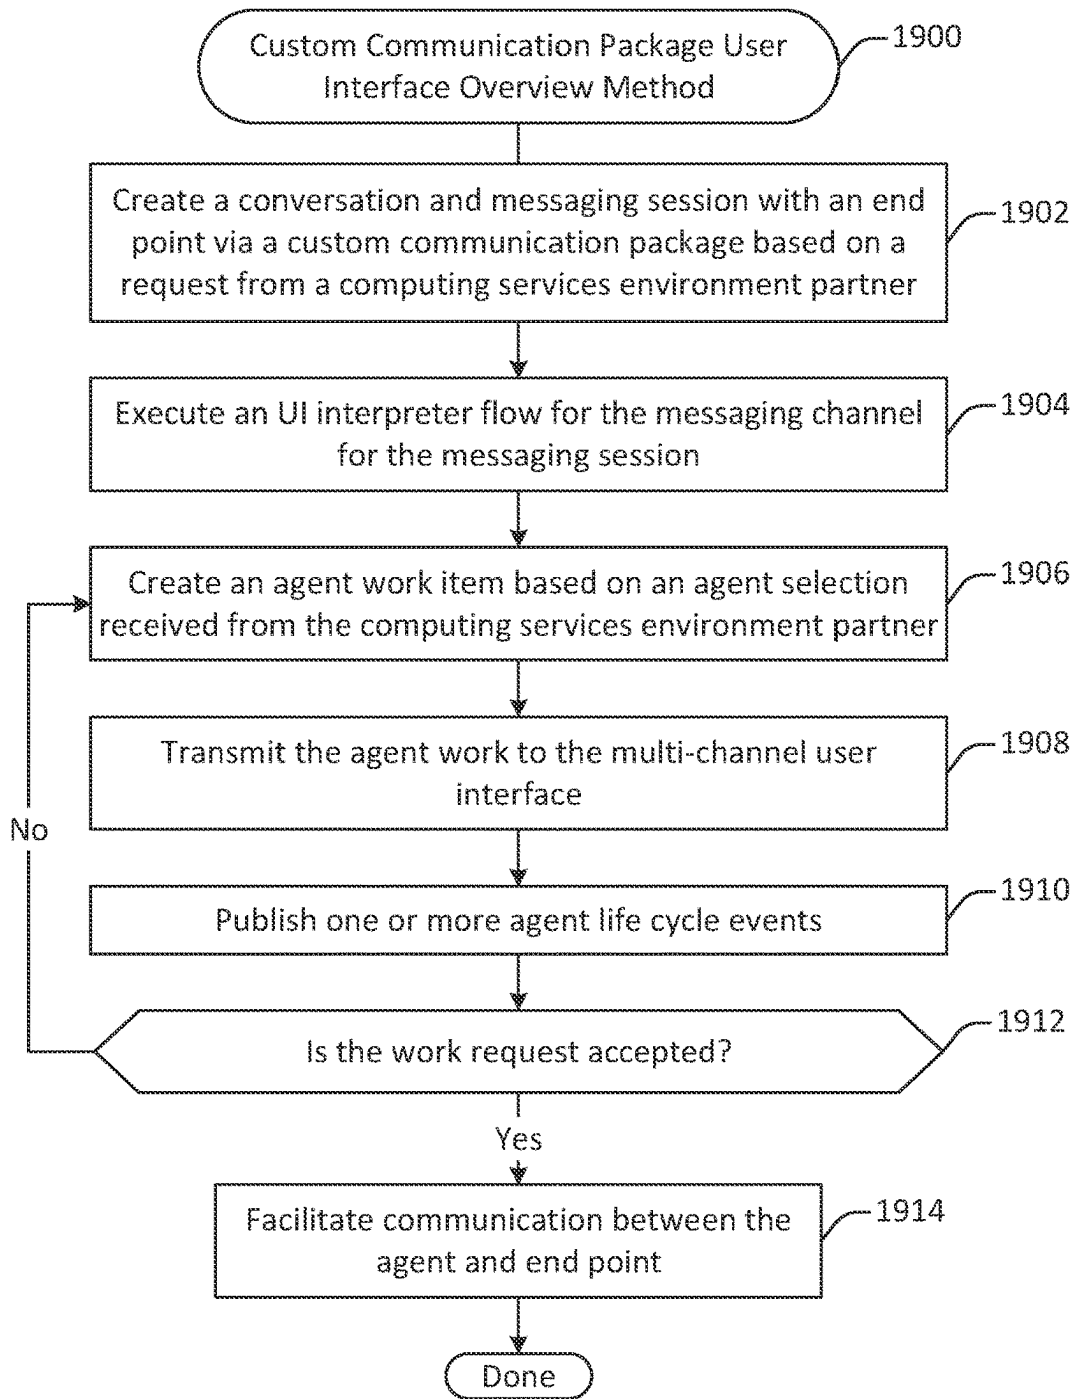 Custom Communication Package User
Interface Overview Method
1900
Create a conversation and messaging session with an end
point via a custom communication package based on a
request from a computing services environment partner
1902
Execute an UI interpreter flow for the messaging channel
for the messaging session
1904
Create an agent work item based on an agent selection
received from the computing services environment partner
1906
Transmit the agent work to the multi-channel user
interface
1908
No
Publish one or more agent life cycle events
1910
Is the work request accepted?
1912
Yes
Facilitate communication between the
agent and end point
1914
Done